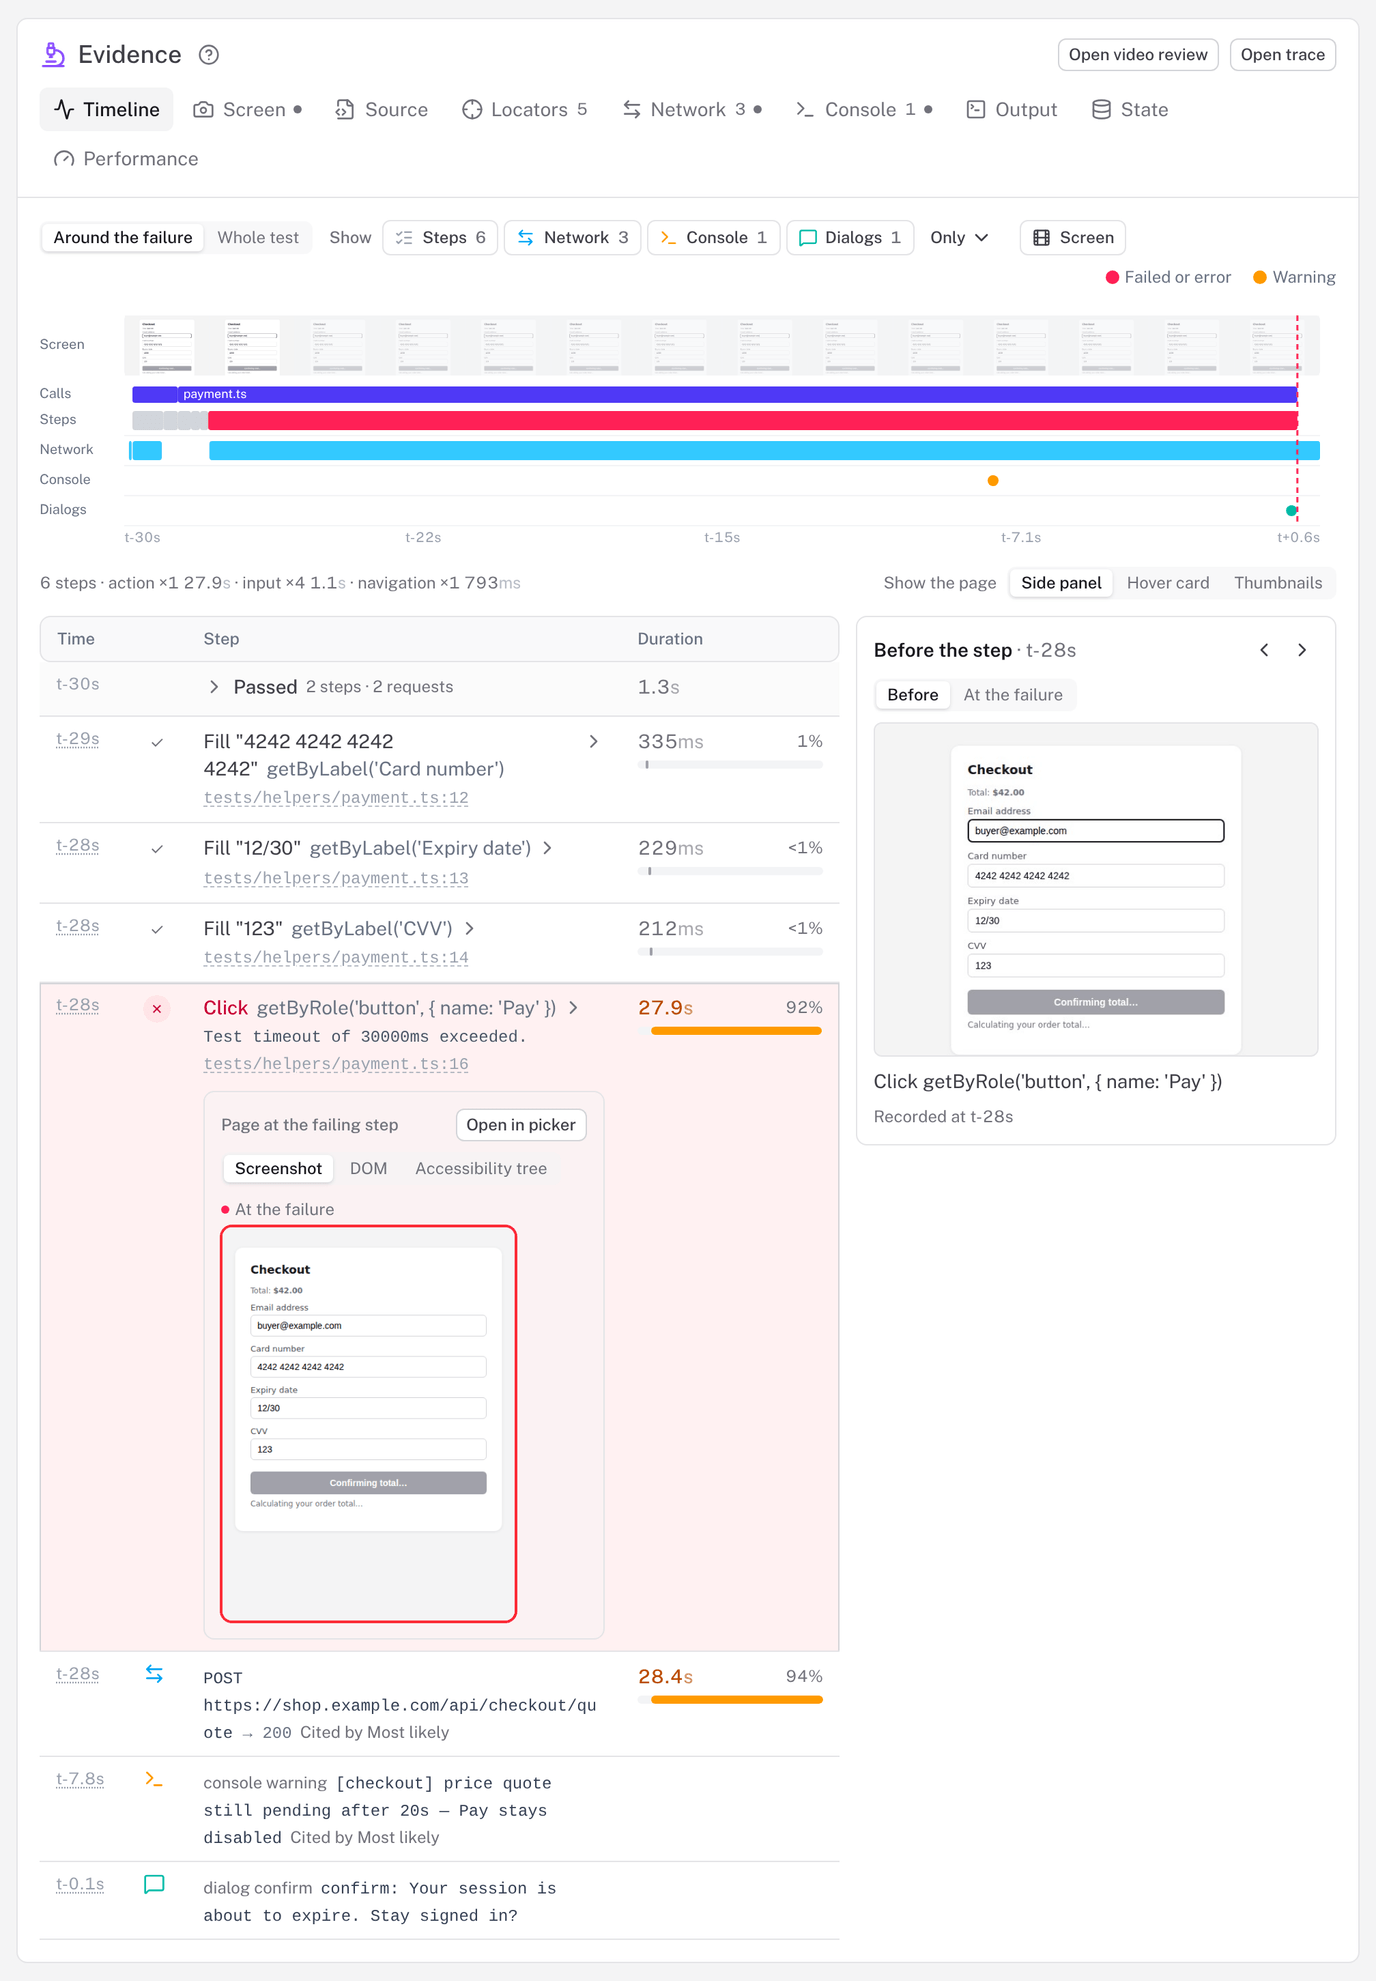 Evidence
Open video review
Open trace
Timeline
Screen
Source
Locators 5
Network 3
Console 1
Output
State
Performance
Around the failure
Whole test
Show
Steps 6
Network 3
Console 1
Dialogs 1
Only
Screen
Failed or error
Warning
Screen
Calls
payment.ts
Steps
Network
Console
Dialogs
t-30s
t-22s
t-15s
t-7.1s
t+0.6s
6 steps · action ×1 27.9s · input ×4 1.1s · navigation ×1 793ms
Show the page
Side panel
Hover card
Thumbnails
Time
Step
Duration
t-30s
Passed 2 steps · 2 requests
1.3s
t-29s
Fill "4242 4242 4242
4242" getByLabel('Card number')
tests/helpers/payment.ts:12
335ms
1%
t-28s
Fill "12/30" getByLabel('Expiry date')
tests/helpers/payment.ts:13
229ms
<1%
t-28s
Fill "123" getByLabel('CVV')
tests/helpers/payment.ts:14
212ms
<1%
t-28s
Click getByRole('button', { name: 'Pay' })
Test timeout of 30000ms exceeded.
tests/helpers/payment.ts:16
27.9s
92%
Page at the failing step
Open in picker
Screenshot
DOM
Accessibility tree
At the failure
Checkout
Total: $42.00
Email address
buyer@example.com
Card number
4242 4242 4242 4242
Expiry date
12/30
CVV
123
Confirming total...
Calculating your order total...
t-28s
POST
https://shop.example.com/api/checkout/qu
ote → 200 Cited by Most likely
28.4s
94%
t-7.8s
console warning [checkout] price quote
still pending after 20s — Pay stays
disabled Cited by Most likely
t-0.1s
dialog confirm confirm: Your session is
about to expire. Stay signed in?
Before the step · t-28s
Before
At the failure
Checkout
Total: $42.00
Email address
buyer@example.com
Card number
4242 4242 4242 4242
Expiry date
12/30
CVV
123
Confirming total...
Calculating your order total...
Click getByRole('button', { name: 'Pay' })
Recorded at t-28s